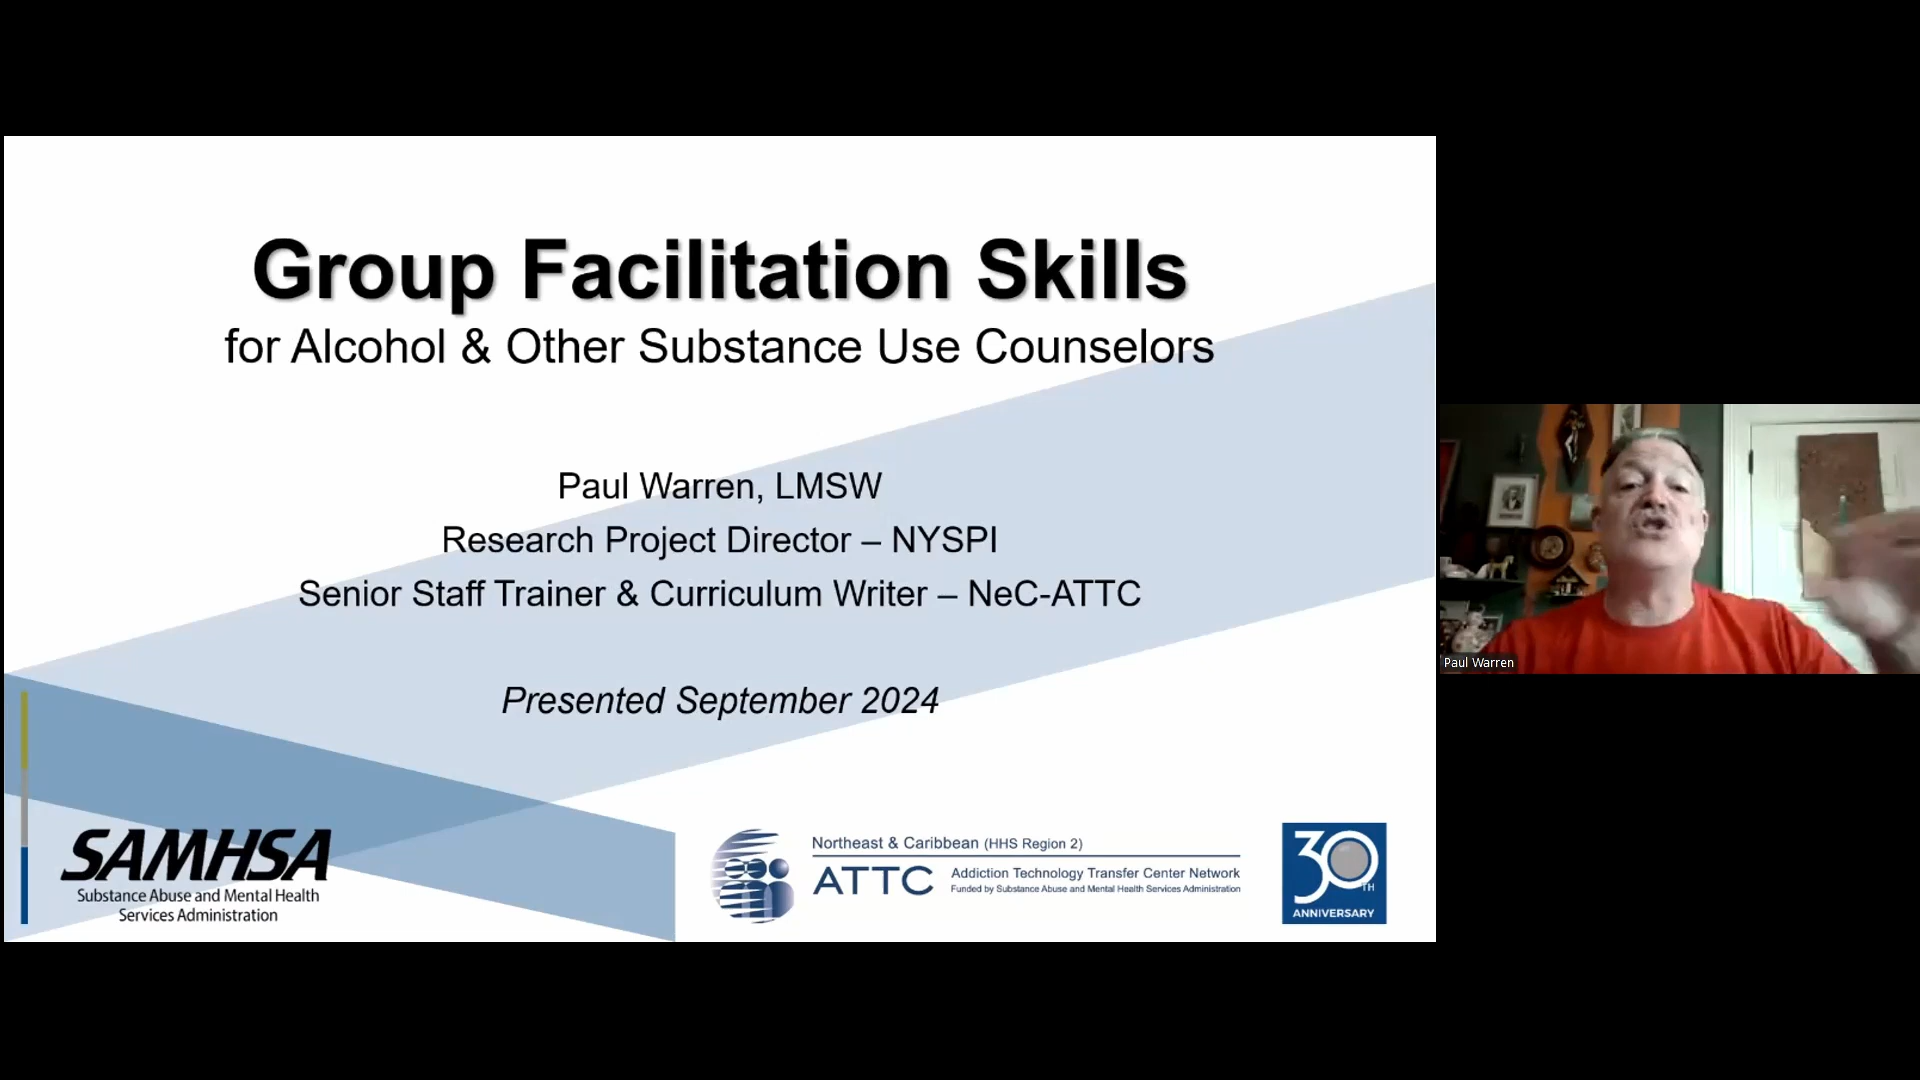 Group Facilitation Skills
for Alcohol & Other Substance Use Counselors
Paul Warren, LMSW
Research Project Director – NYSPI
Senior Staff Trainer & Curriculum Writer – NeC-ATTC
Presented September 2024
SAMHSA
Substance Abuse and Mental Health
Services Administration
Northeast & Caribbean (HHS Region 2)
ATTC
Addiction Technology Transfer Center Network
Funded by Substance Abuse and Mental Health Services Administration
30
TH
ANNIVERSARY
Paul Warren